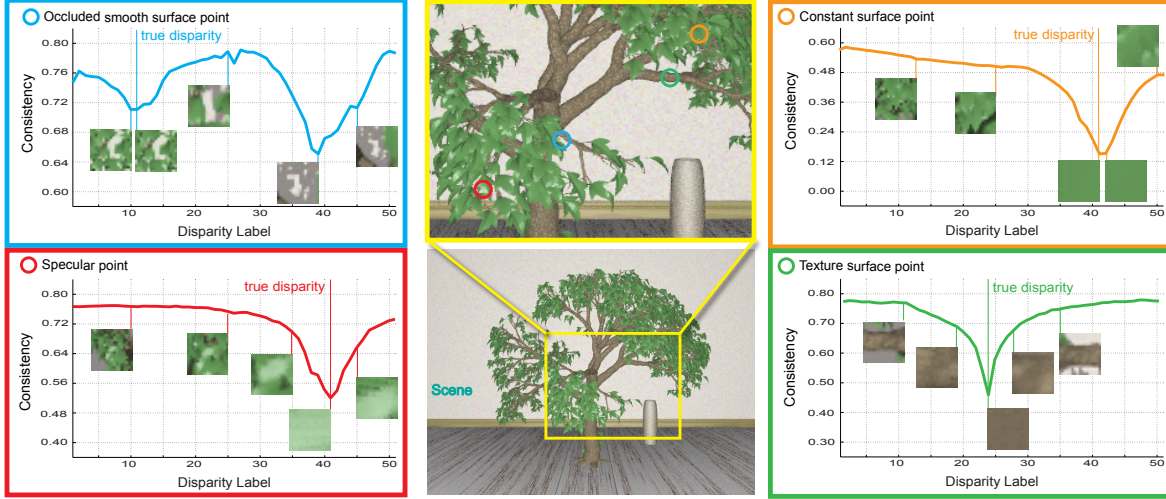 Occluded smooth surface point
true disparity
Consistency
0.80
0.76
0.72
0.68
0.64
0.60
10 20 30 40 50
Disparity Label
Constant surface point
true disparity
Consistency
0.60
0.48
0.36
0.24
0.12
0.00
10 20 30 40 50
Disparity Label
Specular point
true disparity
Consistency
0.80
0.72
0.64
0.56
0.48
0.40
10 20 30 40 50
Disparity Label
Scene
Texture surface point
true disparity
Consistency
0.80
0.70
0.60
0.50
0.40
0.30
10 20 30 40 50
Disparity Label